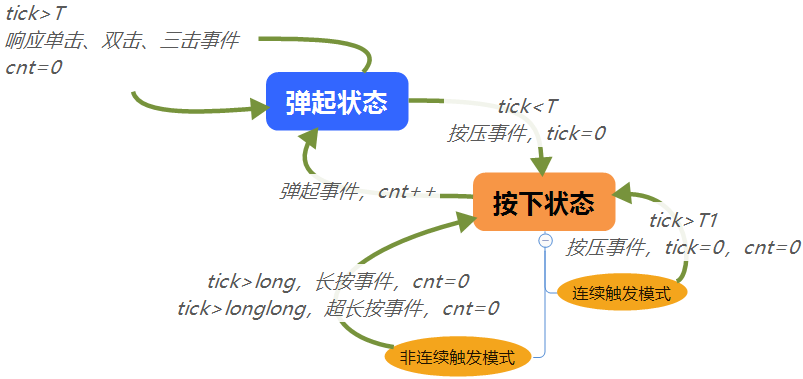 tick>T
响应单击、双击、三击事件
cnt=0
弹起状态
tick<T
按压事件，tick=0
弹起事件，cnt++
按下状态
tick>T1
按压事件，tick=0，cnt=0
tick>long，长按事件，cnt=0
tick>longlong，超长按事件，cnt=0
连续触发模式
非连续触发模式